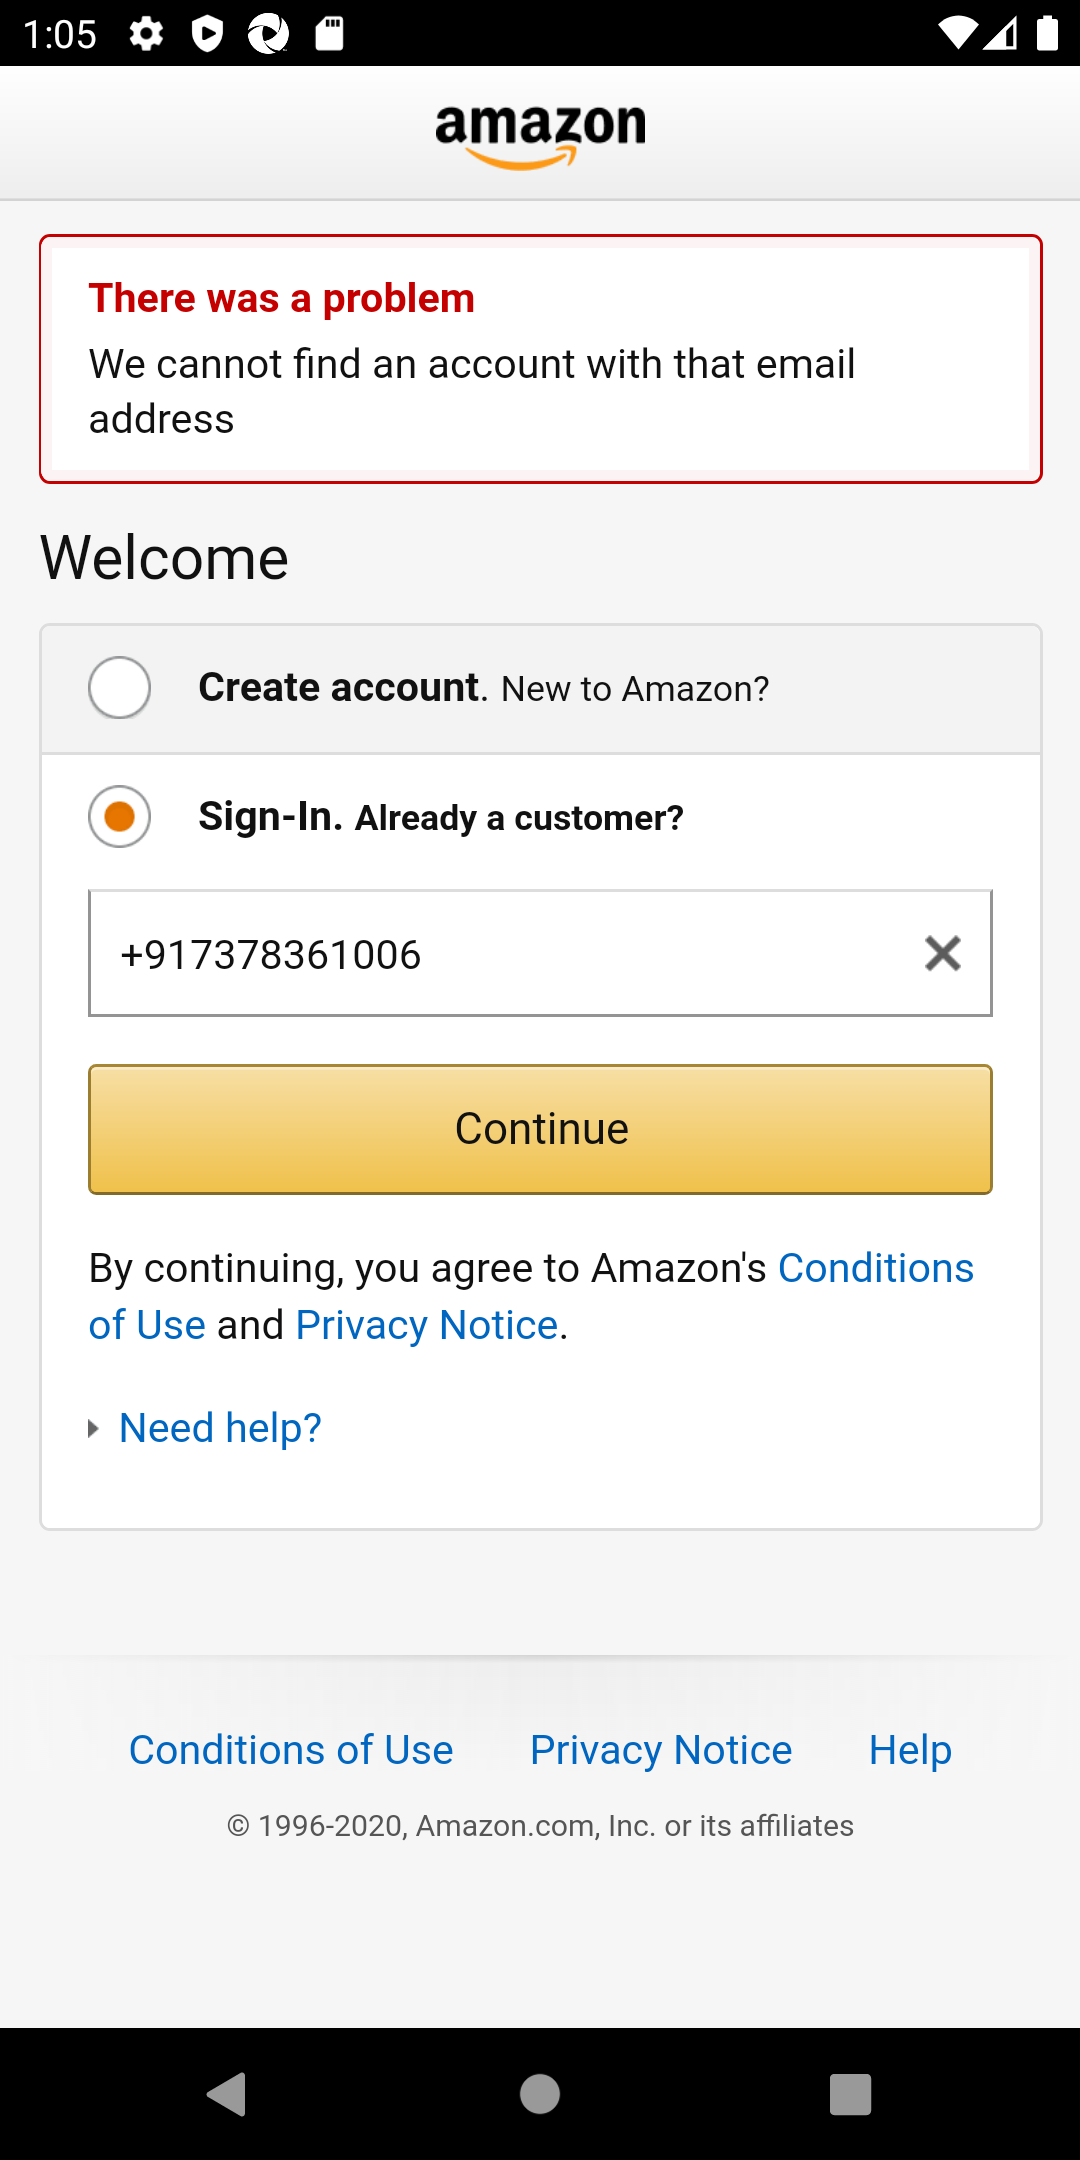 1:05
amazon
There was a problem
We cannot find an account with that email
address
Welcome
Create account. New to Amazon?
Sign-In. Already a customer?
+917378361006
Continue
By continuing, you agree to Amazon's Conditions
of Use and Privacy Notice.
Need help?
Conditions of Use Privacy Notice Help
© 1996-2020, Amazon.com, Inc. or its affiliates